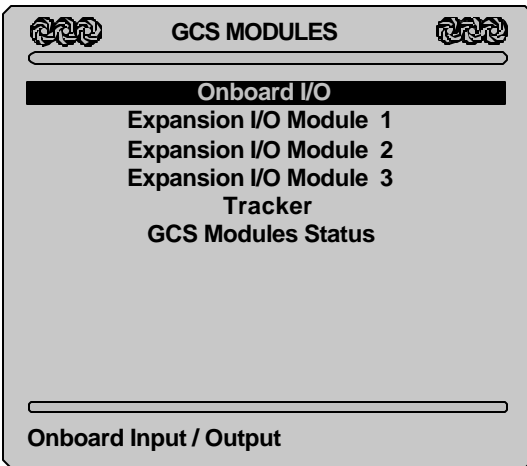 GCS MODULES
Onboard I/O
Expansion I/O Module 1
Expansion I/O Module 2
Expansion I/O Module 3
Tracker
GCS Modules Status
Onboard Input / Output